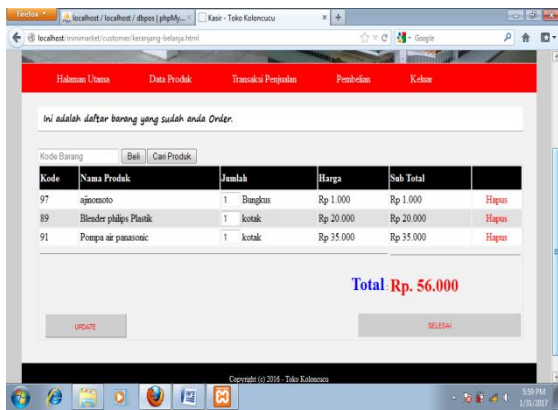 Firefox
localhost / localhost / dbpos | phpMy...
Kasir - Toko Koloncucu
localhost/minimarket/customer/keranjang-belanja.html
Google
Halaman Utama Data Produk Transaksi Penjualan Pembelian Keluar
Ini adalah daftar barang yang sudah anda Order.
Kode Barang Beli Cari Produk
Kode Nama Produk Jumlah Harga Sub Total
97 ajinomoto 1 Bungkus Rp 1.000 Rp 1.000 Hapus
89 Blender philips Plastik 1 kotak Rp 20.000 Rp 20.000 Hapus
91 Pompa air panasonic 1 kotak Rp 35.000 Rp 35.000 Hapus
Total : Rp. 56.000
UPDATE SELESAI
Copyright (c) 2016 - Toko Koloncucu
5:59 PM
1/31/2017